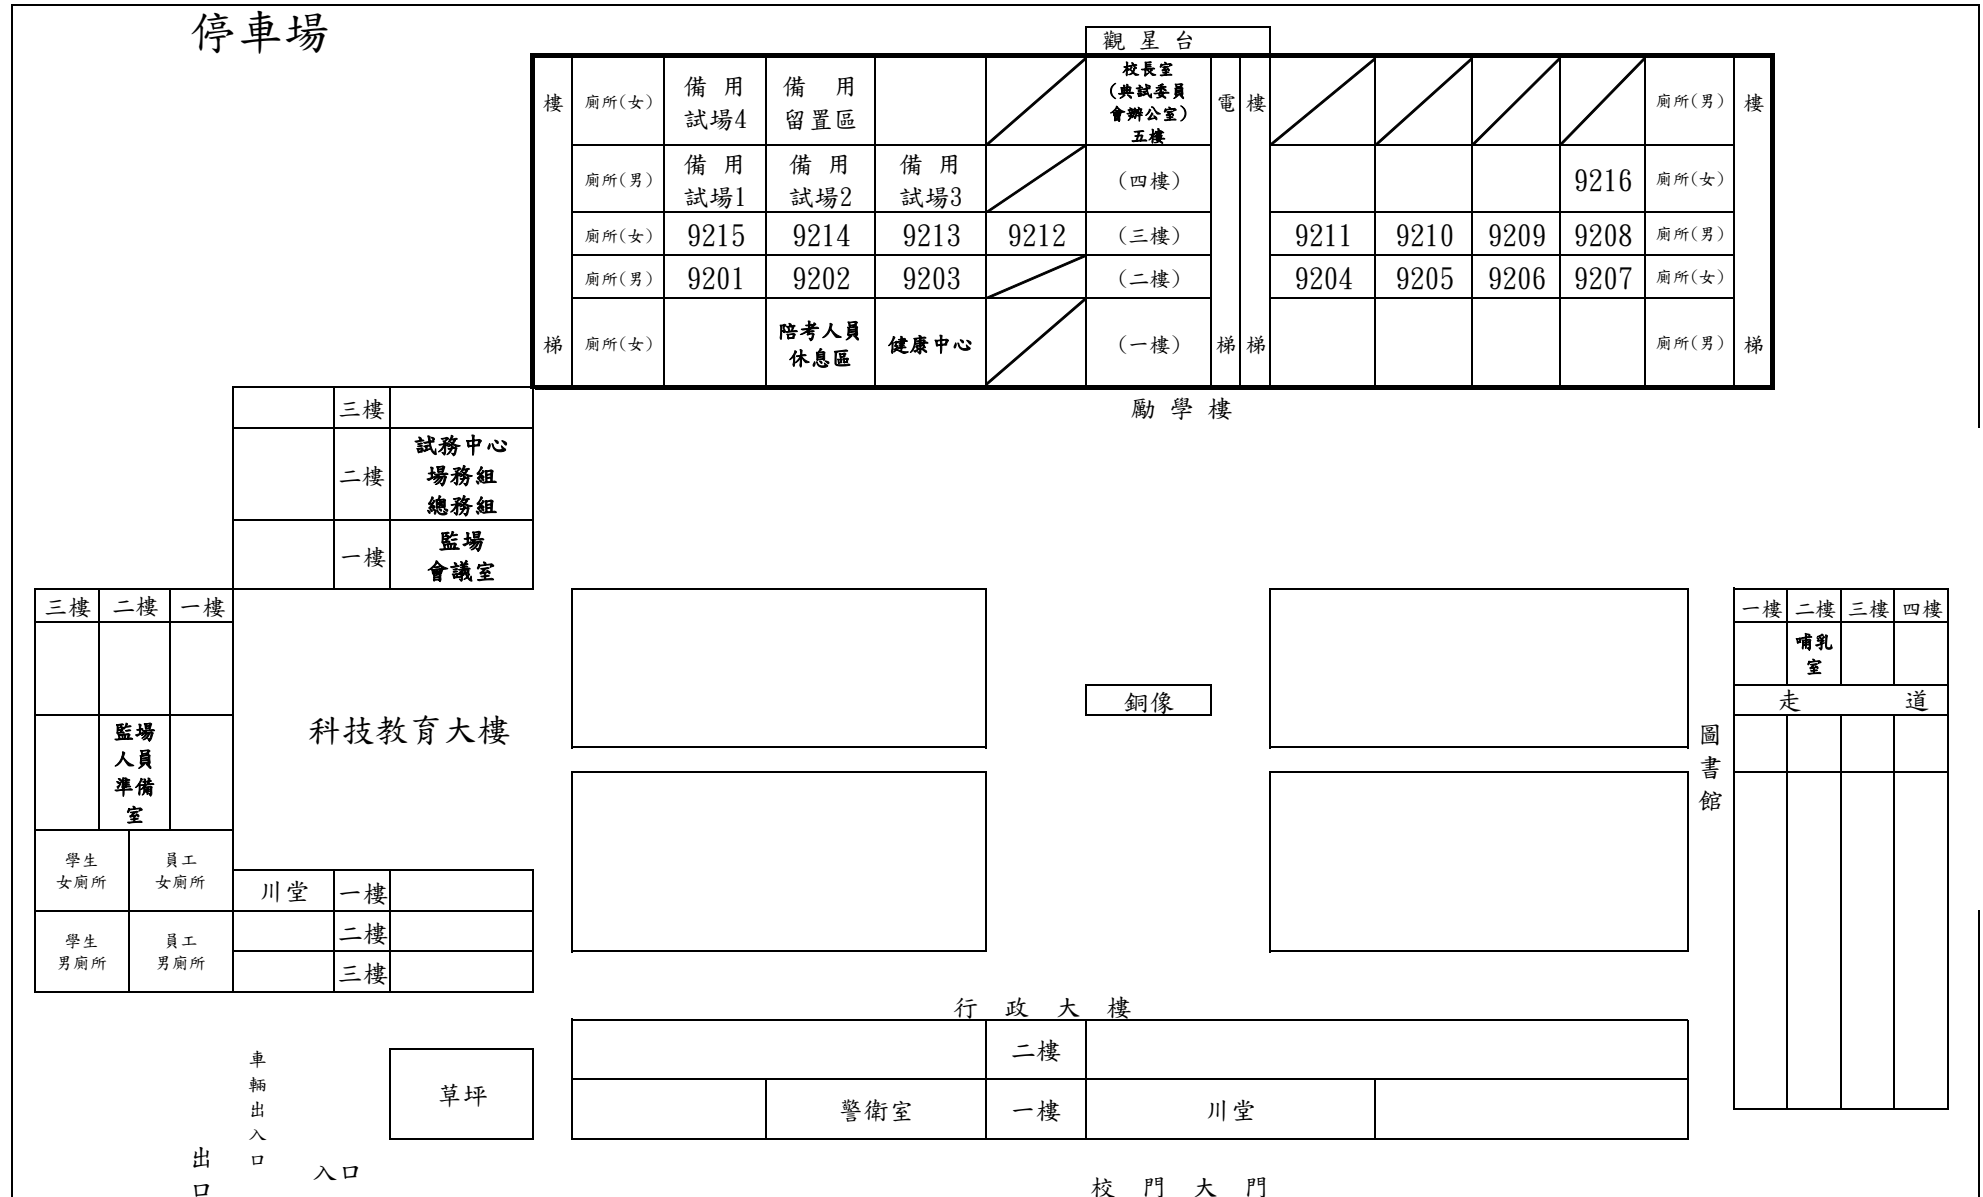 停車場
觀 星 台
樓 廁所(女) 備 用 備 用 校長室 電 樓 廁所(男) 樓
試場4 留置區 (典試委員
會辦公室)
五樓
廁所(男) 備 用 備 用 備 用 (四樓) 9216 廁所(女)
試場1 試場2 試場3
廁所(女) 9215 9214 9213 9212 (三樓) 9211 9210 9209 9208 廁所(男)
廁所(男) 9201 9202 9203 (二樓) 9204 9205 9206 9207 廁所(女)
梯 廁所(女) 陪考人員 健康中心 (一樓) 梯 梯 廁所(男) 梯
休息區
勵 學 樓
三樓
試務中心
二樓 場務組
總務組
監場
一樓
會議室
三樓 二樓 一樓
監場
人員
準備
室
科技教育大樓
學生 員工
女廁所 女廁所
學生 員工
男廁所 男廁所
川堂 一樓
二樓
三樓
銅像
圖
書
館
一樓 二樓 三樓 四樓
哺乳
室
走 道
行 政 大 樓
二樓
警衛室 一樓 川堂
草坪
車
輛
出
入
口
出
口
入口
校 門 大 門